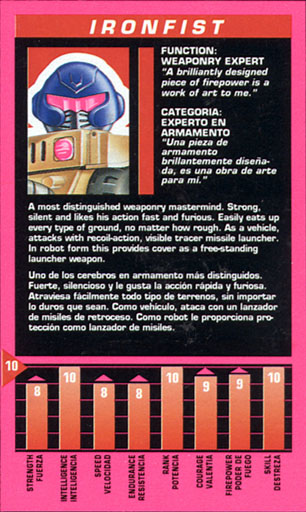 IRONFIST
FUNCTION:
WEAPONRY EXPERT
"A brilliantly designed
piece of firepower is a
work of art to me."
CATEGORIA:
EXPERTO EN
ARMAMENTO
"Una pieza de
armamento
brillantemente diseña-
da, es una obra de arte
para mi."
A most distinguished weaponry mastermind. Strong,
silent and likes his action fast and furious. Easily eats up
every type of ground, no matter how rough. As a vehicle,
attacks with recoil-action, visible tracer missile launcher.
In robot form this provides cover as a free-standing
launcher weapon.
Uno de los cerebros en armamento más distinguidos.
Fuerte, silencioso y le gusta la acción rápida y furiosa.
Atraviesa fácilmente todo tipo de terrenos, sin importar
lo duros que sean. Como vehículo, ataca con un lanzador
de misiles de retroceso. Como robot le proporciona pro-
tección como lanzador de misiles.
10
8
10
8
8
10
9
9
10
STRENGTH
FUERZA
INTELLIGENCE
INTELIGENCIA
SPEED
VELOCIDAD
ENDURANCE
RESISTENCIA
RANK
POTENCIA
COURAGE
VALENTIA
FIREPOWER
PODER DE
FUEGO
SKILL
DESTREZA